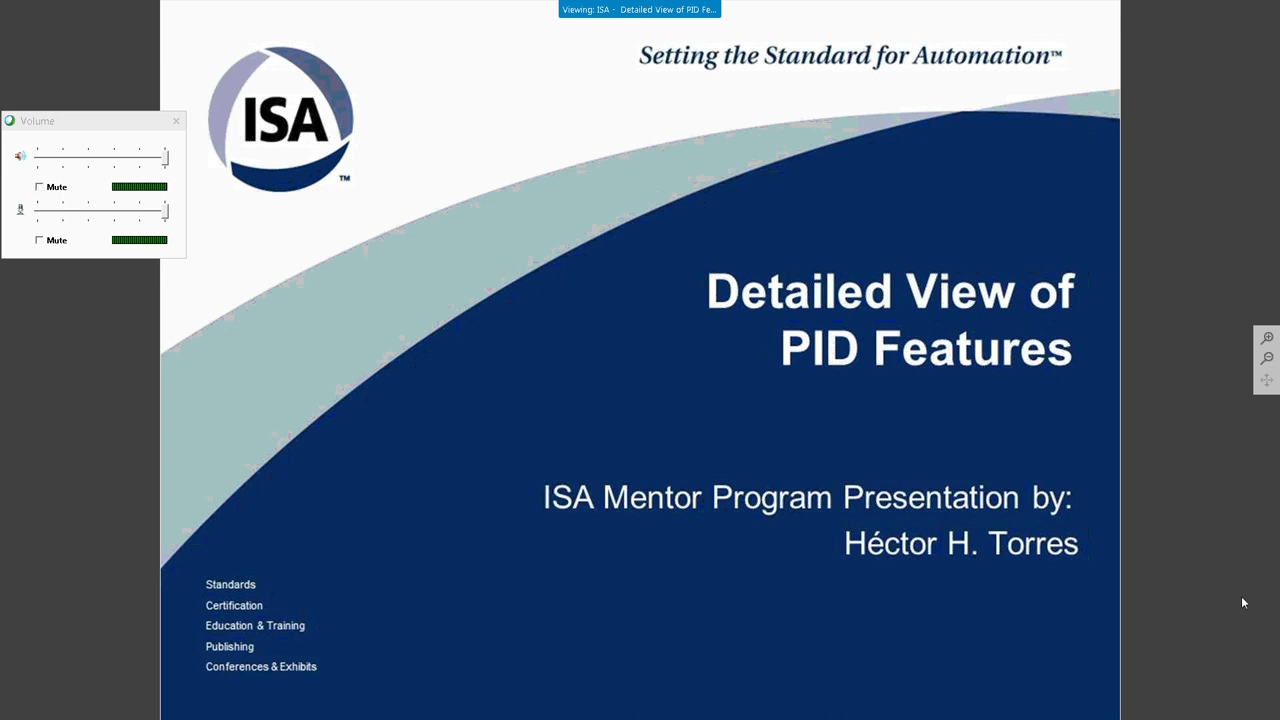 Viewing: ISA -  Detailed View of PID Fe...
Setting the Standard for Automation™
ISA
™
Volume
Mute
Mute
Detailed View of
PID Features
ISA Mentor Program Presentation by:
Héctor H. Torres
Standards
Certification
Education & Training
Publishing
Conferences & Exhibits